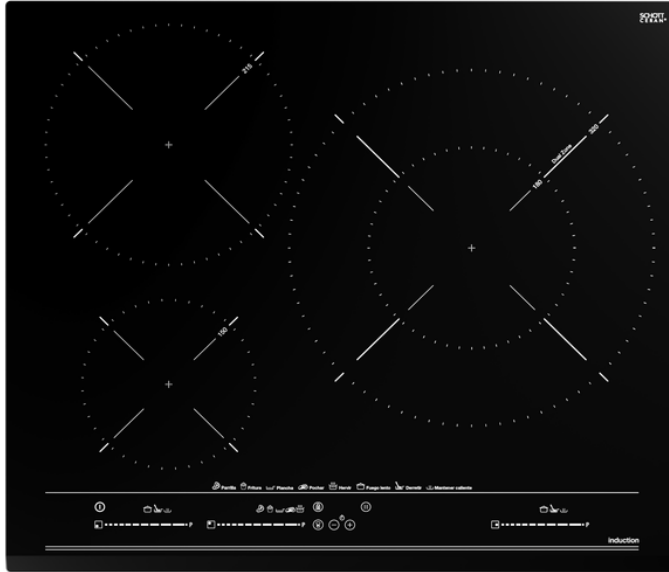 SCHOTT
CERAN®
215
320
Dual Zone
180
150
Parrilla Fritura Plancha Pochar Hervir Fuego lento Derretir Mantener caliente
P P P
induction